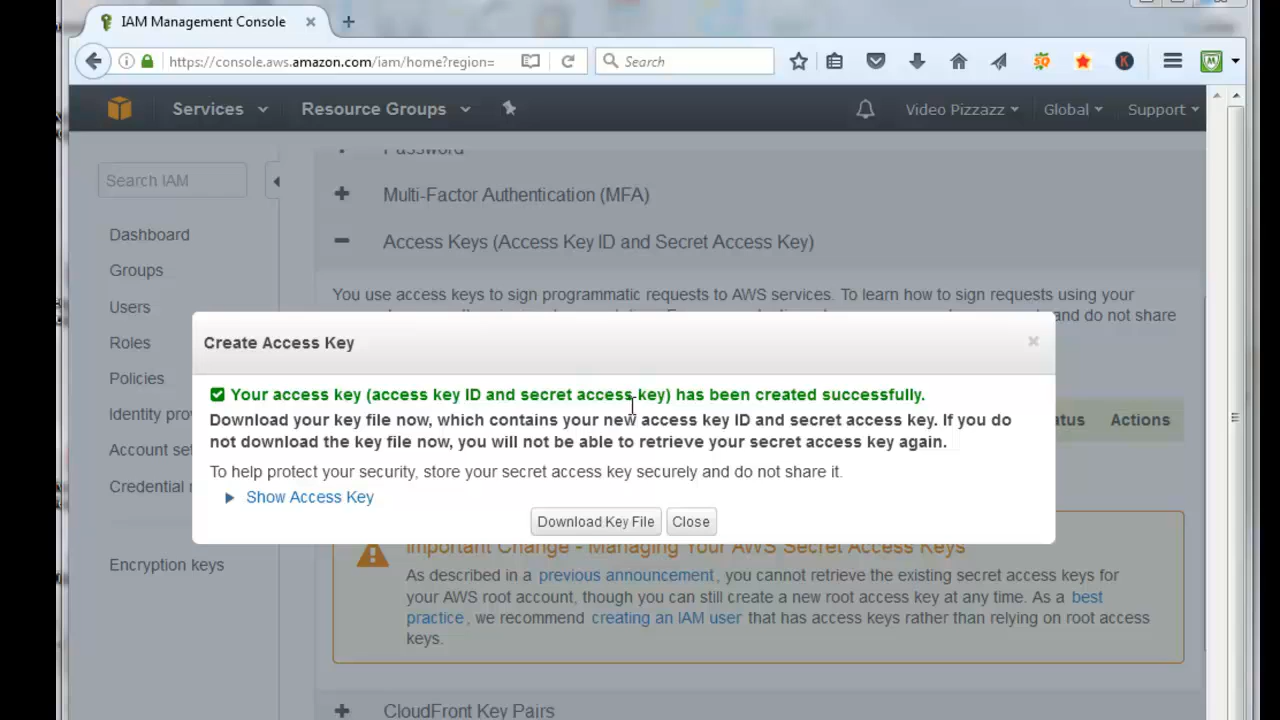 IAM Management Console
https://console.aws.amazon.com/iam/home?region=
Search
Services
Resource Groups
Video Pizzazz
Global
Support
Search IAM
Dashboard
Groups
Users
Roles
Policies
Identity pro
Account set
Credential r
Encryption keys
Password
+ Multi-Factor Authentication (MFA)
− Access Keys (Access Key ID and Secret Access Key)
You use access keys to sign programmatic requests to AWS services. To learn how to sign requests using your
and do not share
atus Actions
Create Access Key ×
Your access key (access key ID and secret access key) has been created successfully.
Download your key file now, which contains your new access key ID and secret access key. If you do
not download the key file now, you will not be able to retrieve your secret access key again.
To help protect your security, store your secret access key securely and do not share it.
Show Access Key
Download Key File Close
Important Change - Managing Your AWS Secret Access Keys
As described in a previous announcement, you cannot retrieve the existing secret access keys for
your AWS root account, though you can still create a new root access key at any time. As a best
practice, we recommend creating an IAM user that has access keys rather than relying on root access
keys.
+ CloudFront Key Pairs